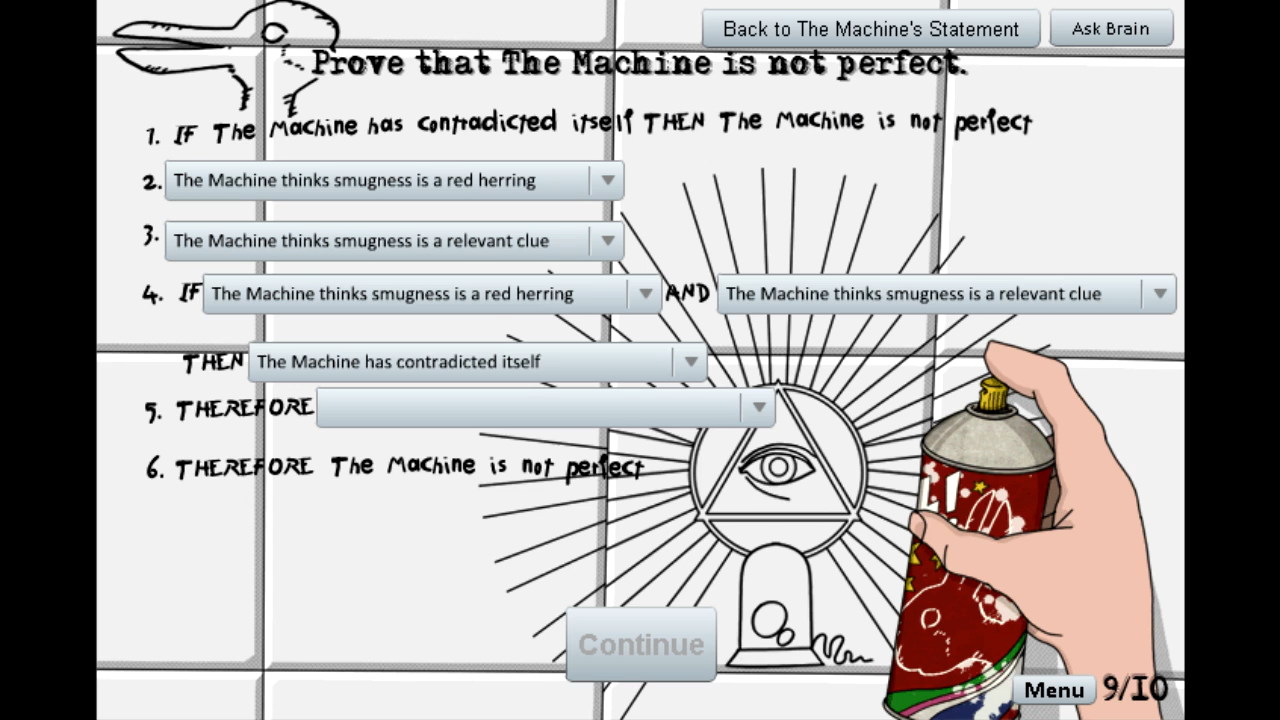 Back to The Machine's Statement
Ask Brain
Prove that The Machine is not perfect.
1. IF The Machine has contradicted itself THEN The Machine is not perfect
2. The Machine thinks smugness is a red herring
3. The Machine thinks smugness is a relevant clue
4. IF The Machine thinks smugness is a red herring AND The Machine thinks smugness is a relevant clue
THEN The Machine has contradicted itself
5. THEREFORE
6. THEREFORE The Machine is not perfect
Continue
Menu 9/10